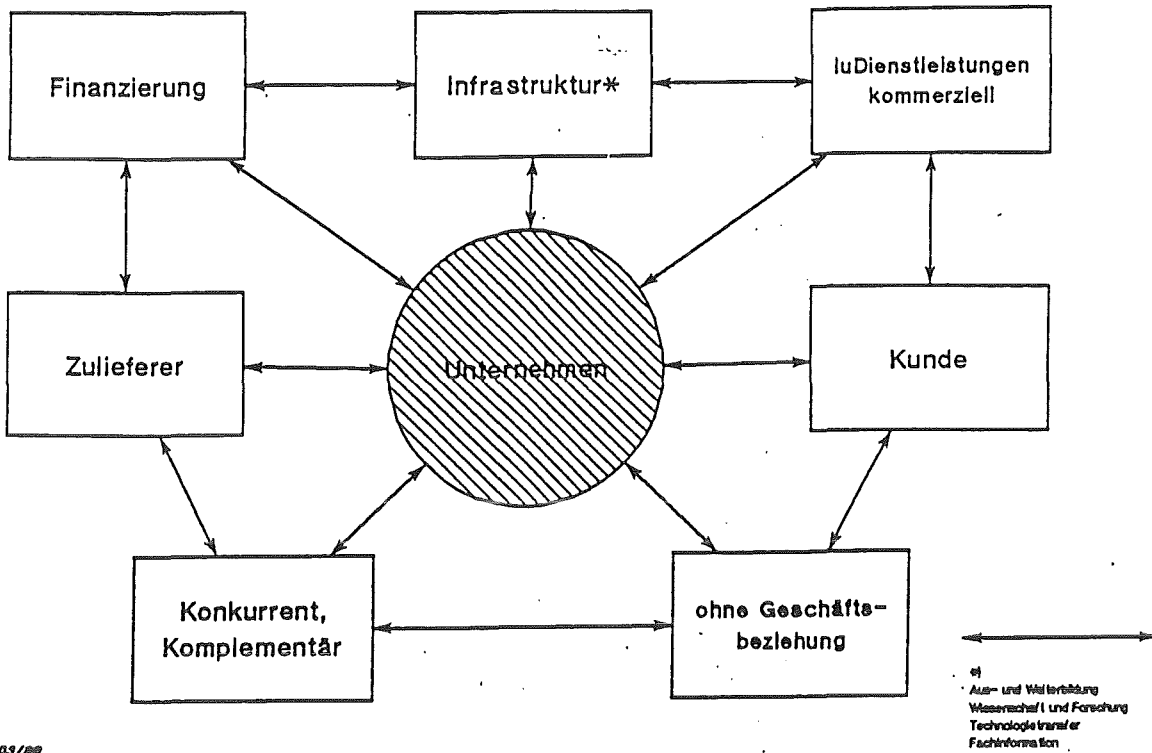 Finanzierung
Infrastruktur*
IuDienstleistungen
kommerziell
Zulieferer
Unternehmen
Kunde
Konkurrent,
Komplementär
ohne Geschäfts-
beziehung
*)
Aus- und Weiterbildung
Wissenschaft und Forschung
Technologietransfer
Fachinformation